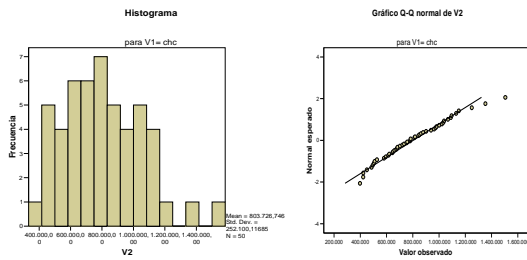 Histograma
para V1= chc
Frecuencia
7
6
5
4
3
2
1
0
400.000,0 600.000,0 800.000,0 1.000.000, 1.200.000, 1.400.000,
0 0 0 00 00 00
V2
Mean = 803.726,746
Std. Dev. =
252.100,11685
N = 50
Gráfico Q-Q normal de V2
para V1= chc
Normal esperado
4
2
0
-2
-4
200.000 400.000 600.000 800.000 1.000.000 1.200.000 1.400.000 1.600.000
Valor observado